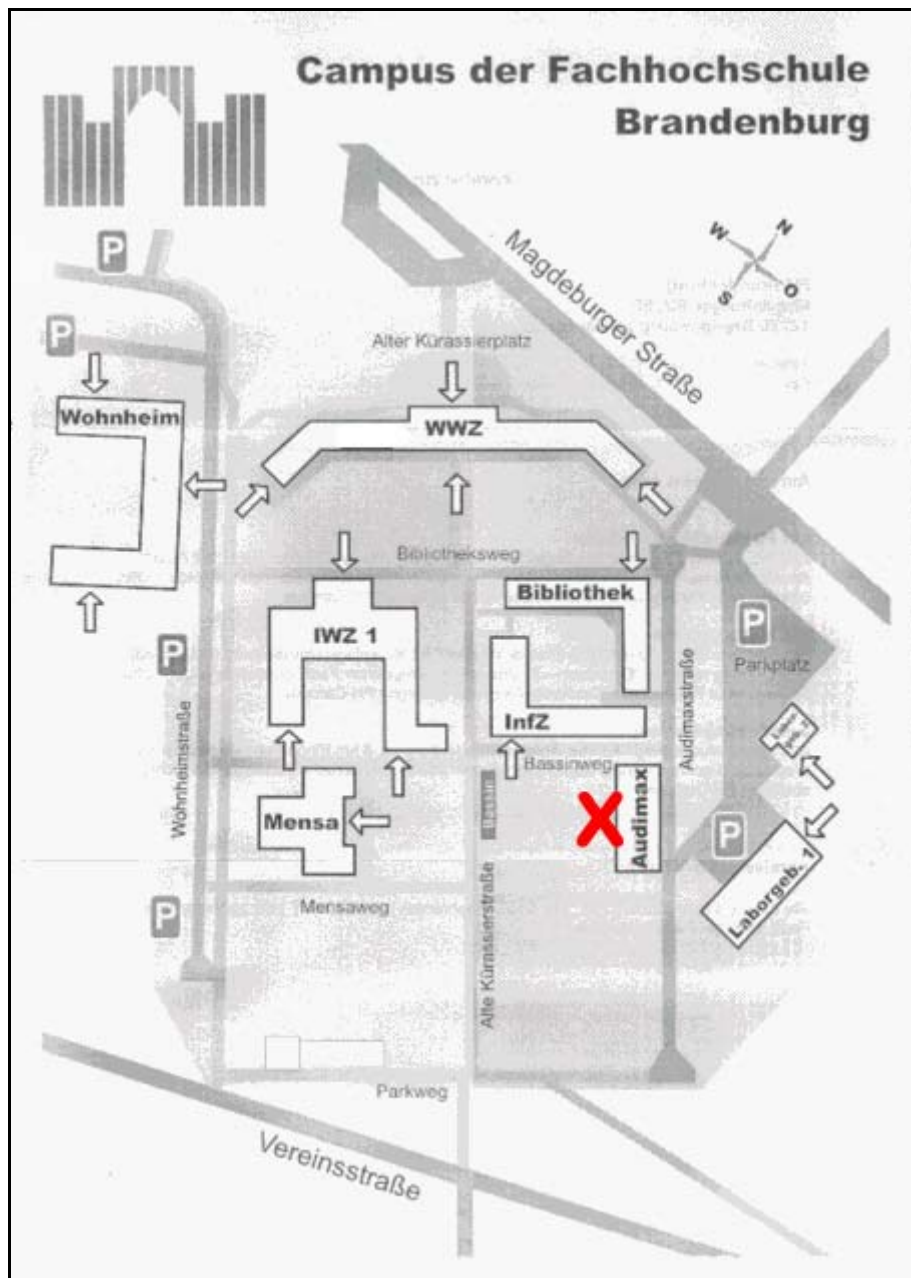 Campus der Fachhochschule
Brandenburg
P
W
N
S
O
Magdeburger Straße
P
Alter Kürassierplatz
Wohnheim
WWZ
Bibliotheksweg
Bibliothek
IWZ 1
P
P
Parkplatz
Audimaxstraße
InfZ
Bassinweg
Wohnheimstraße
Mensa
Bassin
Audimax
P
Laborgeb. 1
Mensaweg
P
Alte Kürassierstraße
Parkweg
Vereinsstraße